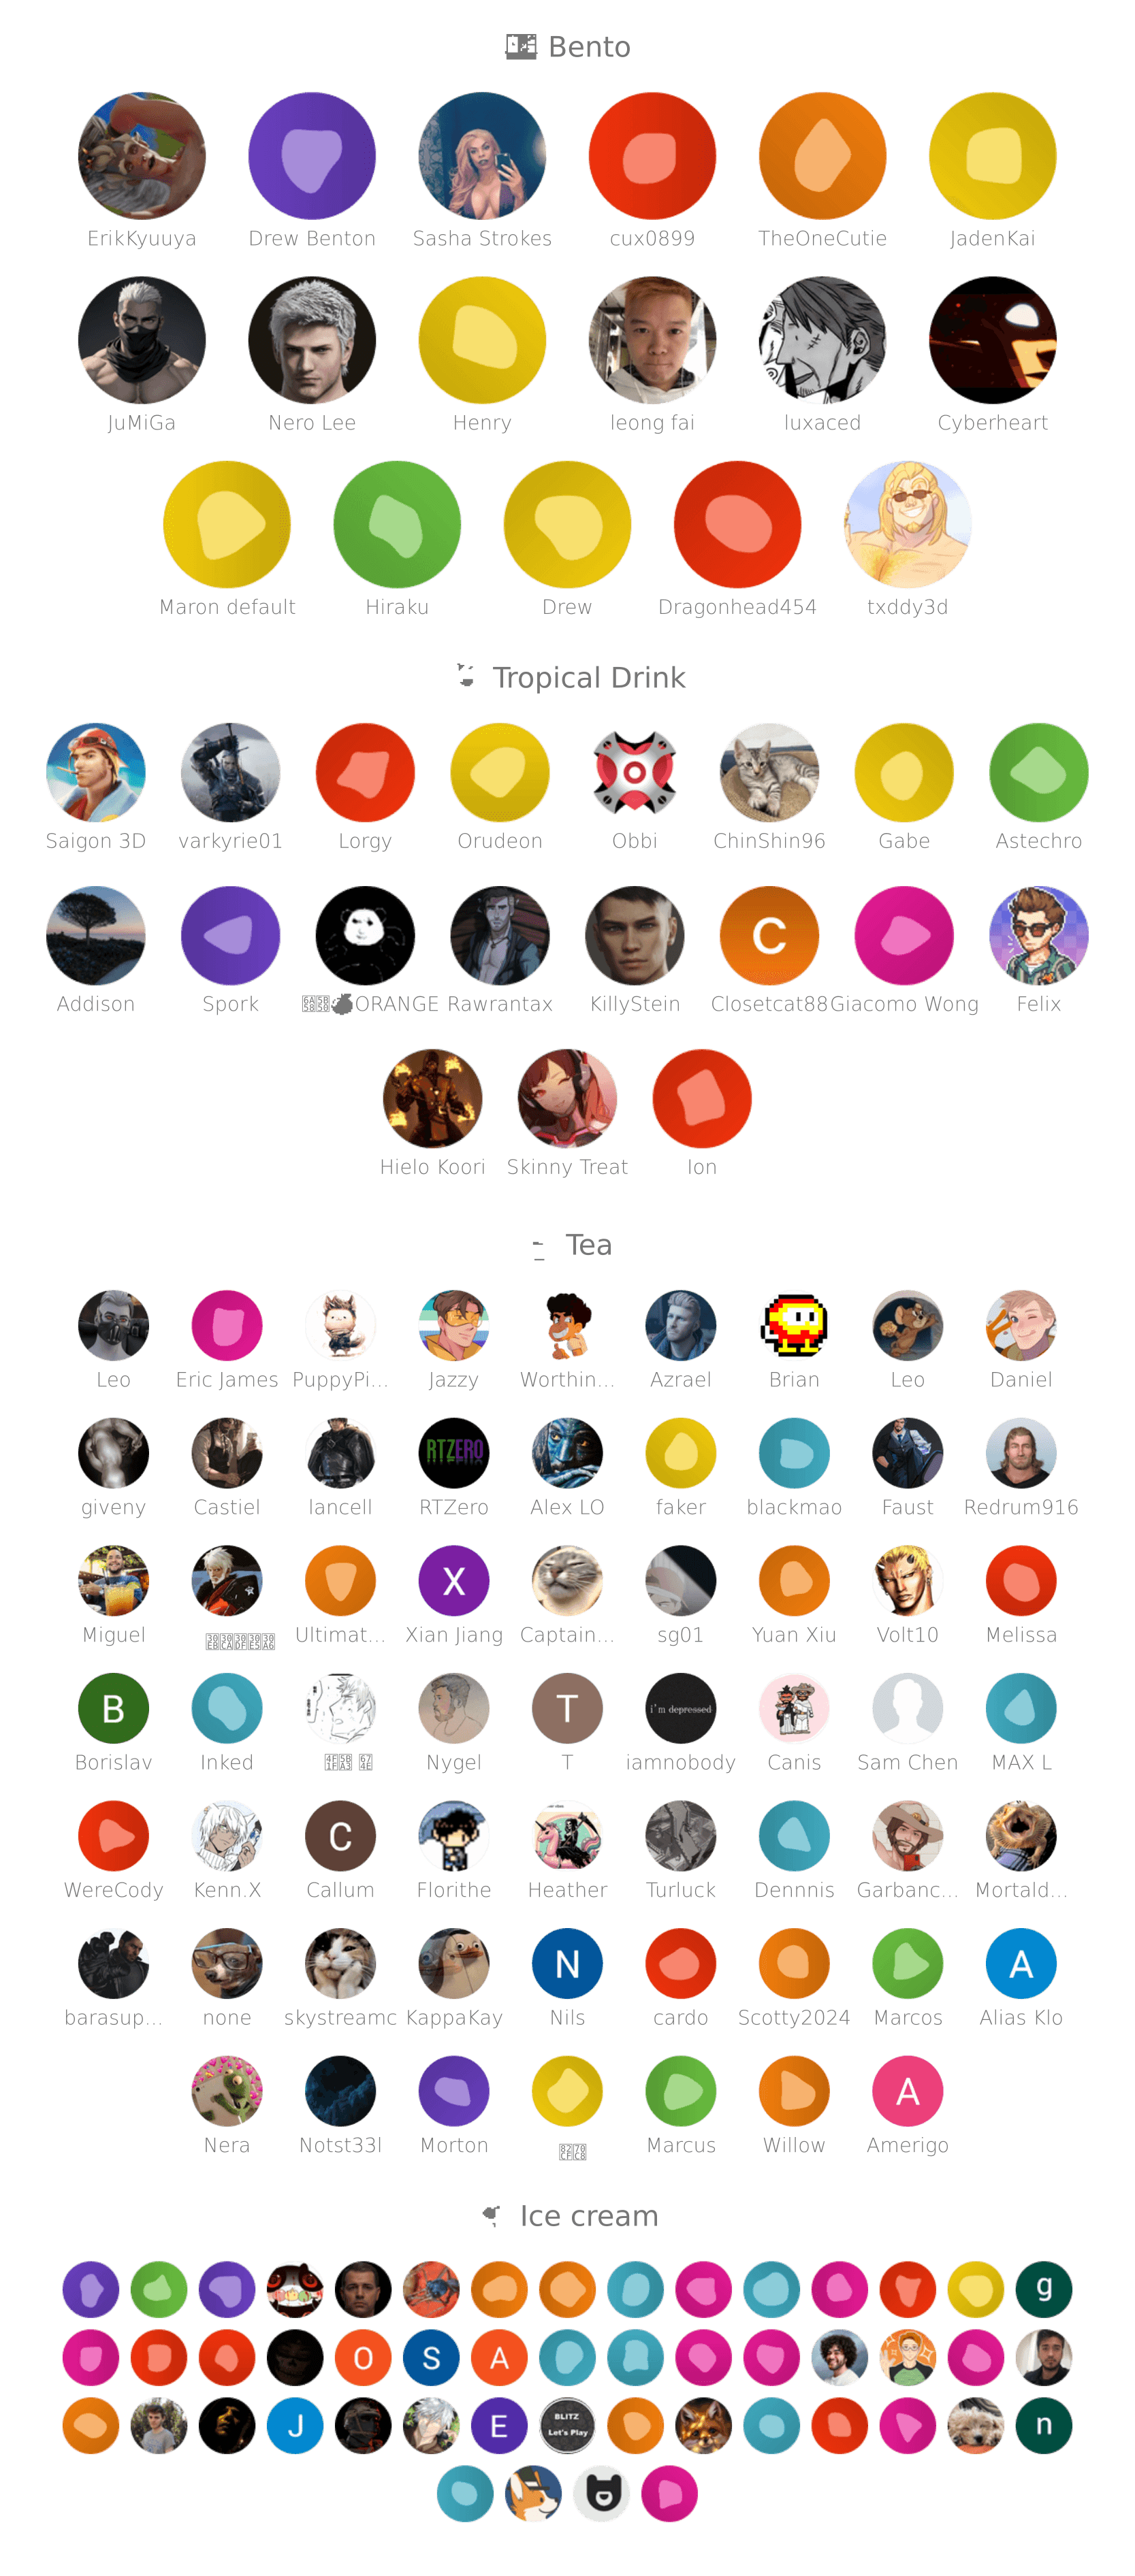 Bento
ErikKyuuya Drew Benton Sasha Strokes cux0899 TheOneCutie JadenKai
JuMiGa Nero Lee Henry leong fai luxaced Cyberheart
Maron default Hiraku Drew Dragonhead454 txddy3d
Tropical Drink
Saigon 3D varkyrie01 Lorgy Orudeon Obbi ChinShin96 Gabe Astechro
C
Addison Spork ORANGE Rawrantax KillyStein Closetcat88 Giacomo Wong Felix
Hielo Koori Skinny Treat Ion
Tea
Leo Eric James PuppyPi... Jazzy Worthin... Azrael Brian Leo Daniel
RTZERO
giveny Castiel lancell RTZero Alex LO faker blackmao Faust Redrum916
X
Miguel Ultimat... Xian Jiang Captain... sg01 Yuan Xiu Volt10 Melissa
B T i'm depressed
Borislav Inked Nygel T iamnobody Canis Sam Chen MAX L
C
WereCody Kenn.X Callum Florithe Heather Turluck Dennnis Garbanc... Mortald...
N A
barasup... none skystreamc KappaKay Nils cardo Scotty2024 Marcos Alias Klo
A
Nera Notst33l Morton Marcus Willow Amerigo
Ice cream
g
O S A
J E BLITZ n
Let's Play